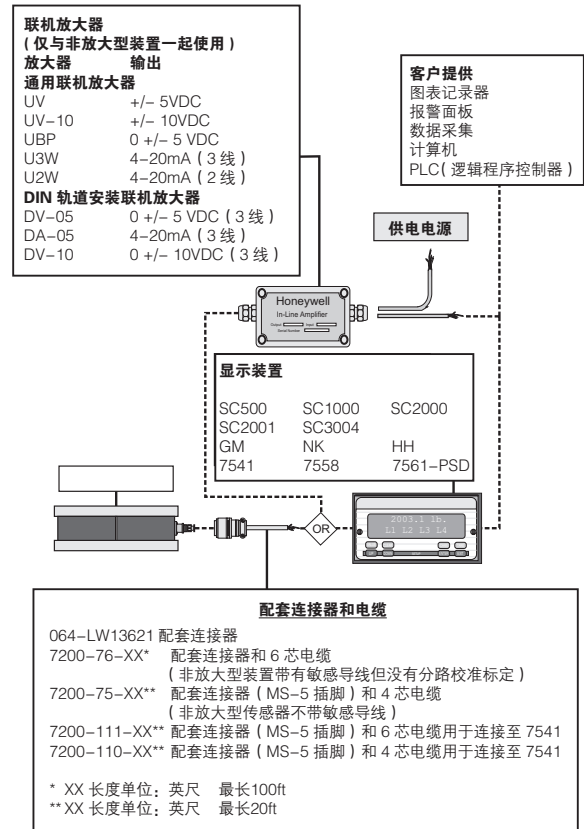 联机放大器
(仅与非放大型装置一起使用)
放大器 输出
通用联机放大器
UV +/– 5VDC
UV–10 +/– 10VDC
UBP 0 +/– 5 VDC
U3W 4–20mA(3 线)
U2W 4–20mA(2 线)
DIN 轨道安装联机放大器
DV–05 0 +/– 5 VDC(3 线)
DA–05 4–20mA(3 线)
DV–10 0 +/– 10VDC(3 线)
客户提供
图表记录器
报警面板
数据采集
计算机
PLC(逻辑程序控制器)
供电电源
Honeywell
In-Line Amplifier
Output Input
Serial Number
显示装置
SC500 SC1000 SC2000
SC2001 SC3004
GM NK HH
7541 7558 7561–PSD
OR
2003.1 lb.
L1 L2 L3 L4
配套连接器和电缆
064–LW13621 配套连接器
7200–76–XX* 配套连接器和 6 芯电缆
(非放大型装置带有敏感导线但没有分路校准标定)
7200–75–XX** 配套连接器(MS–5 插脚)和 4 芯电缆
(非放大型传感器不带敏感导线)
7200–111–XX** 配套连接器(MS–5 插脚)和 6 芯电缆用于连接至 7541
7200–110–XX** 配套连接器(MS–5 插脚)和 4 芯电缆用于连接至 7541
* XX 长度单位:英尺 最长100ft
** XX 长度单位:英尺 最长20ft